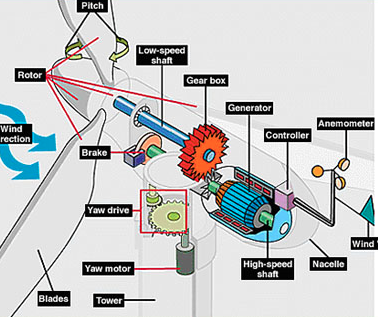 Pitch
Low-speed
shaft
Rotor
Gear box
Generator
Anemometer
Controller
Wind
Brake
Yaw drive
Wind
Yaw motor
High-speed
shaft
Nacelle
Blades
Tower